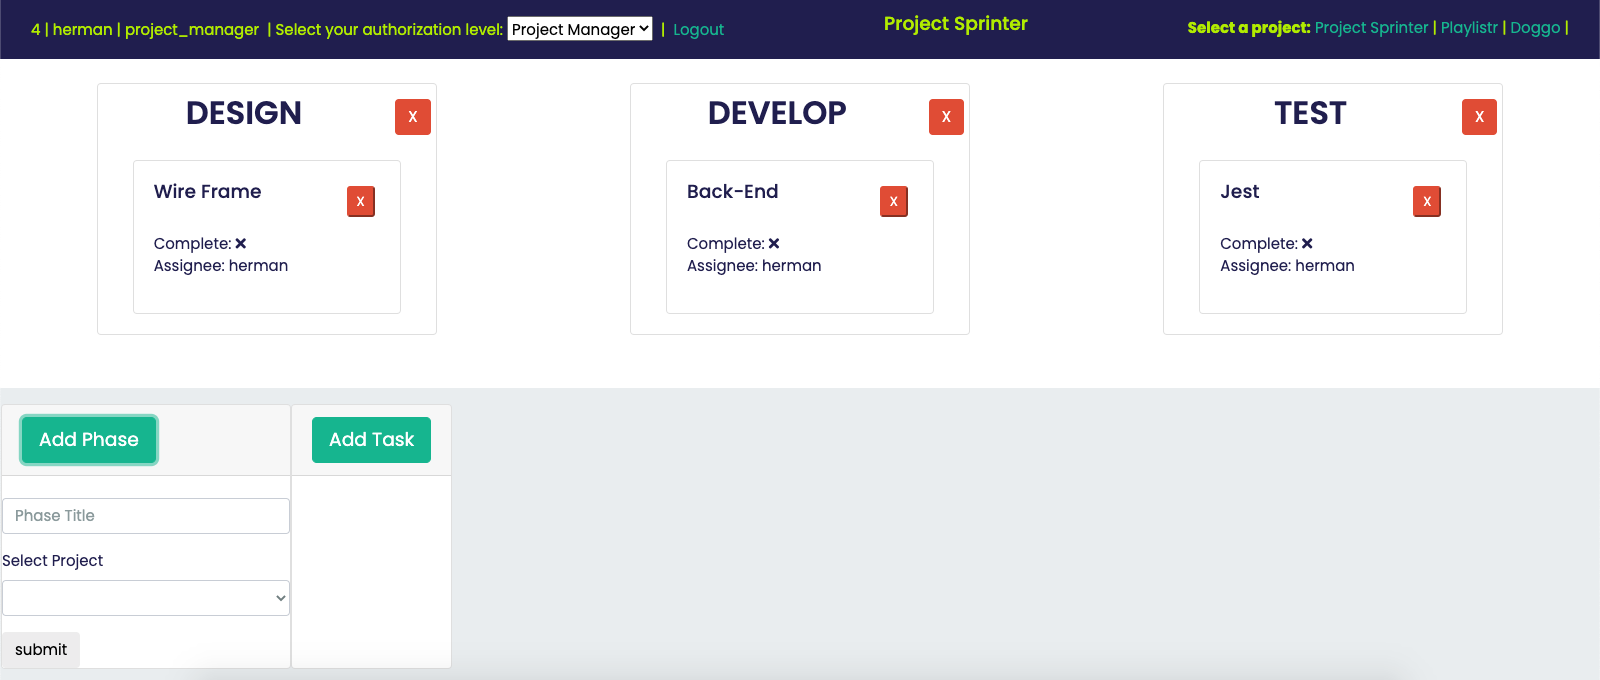 4 | herman | project_manager | Select your authorization level: Project Manager | Logout
Project Sprinter
Select a project: Project Sprinter | Playlistr | Doggo |
DESIGN X
Wire Frame X
Complete: ✖
Assignee: herman
DEVELOP X
Back-End X
Complete: ✖
Assignee: herman
TEST X
Jest X
Complete: ✖
Assignee: herman
Add Phase
Phase Title
Select Project
submit
Add Task